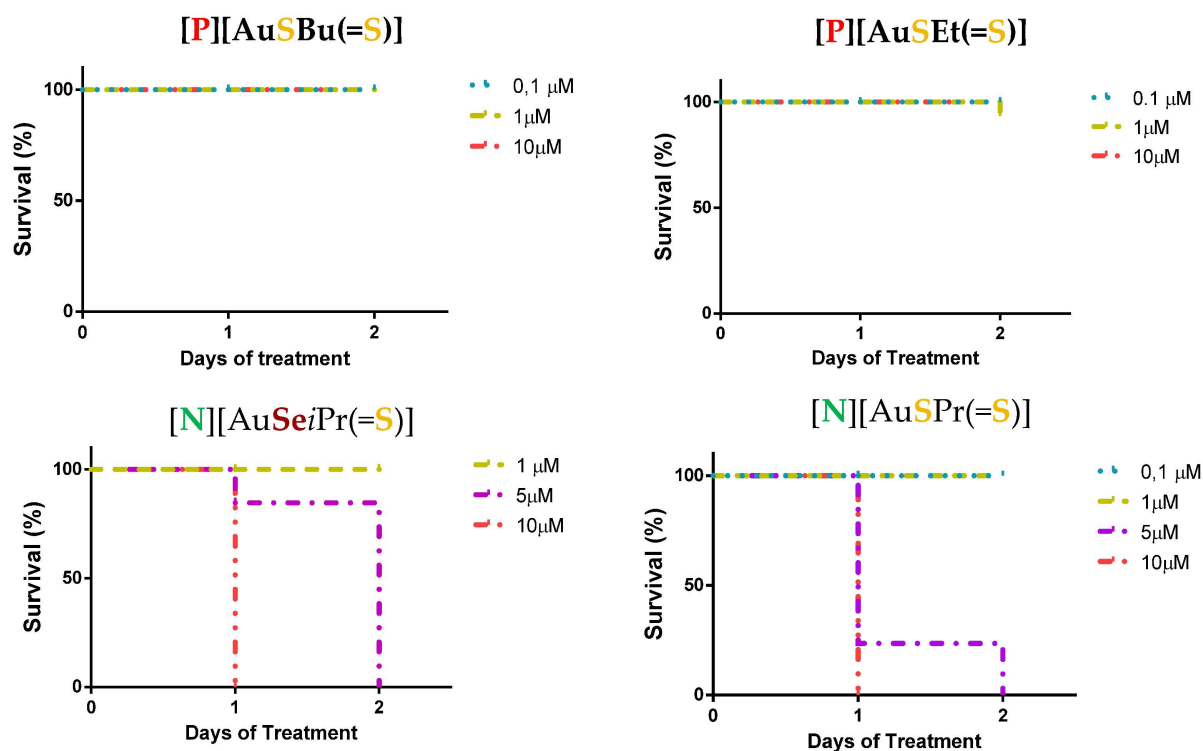 [P][AuSBu(=S)]
100
50
0
0
1
2
Survival (%)
Days of treatment
0,1 μM
1μM
10μM
[P][AuSEt(=S)]
100
50
0
0
1
2
Survival (%)
Days of Treatment
0.1 μM
1μM
10μM
[N][AuSeiPr(=S)]
100
50
0
0
1
2
Survival (%)
Days of Treatment
1 μM
5μM
10μM
[N][AuSPr(=S)]
100
50
0
0
1
2
Survival (%)
Days of Treatment
0,1 μM
1μM
5μM
10μM